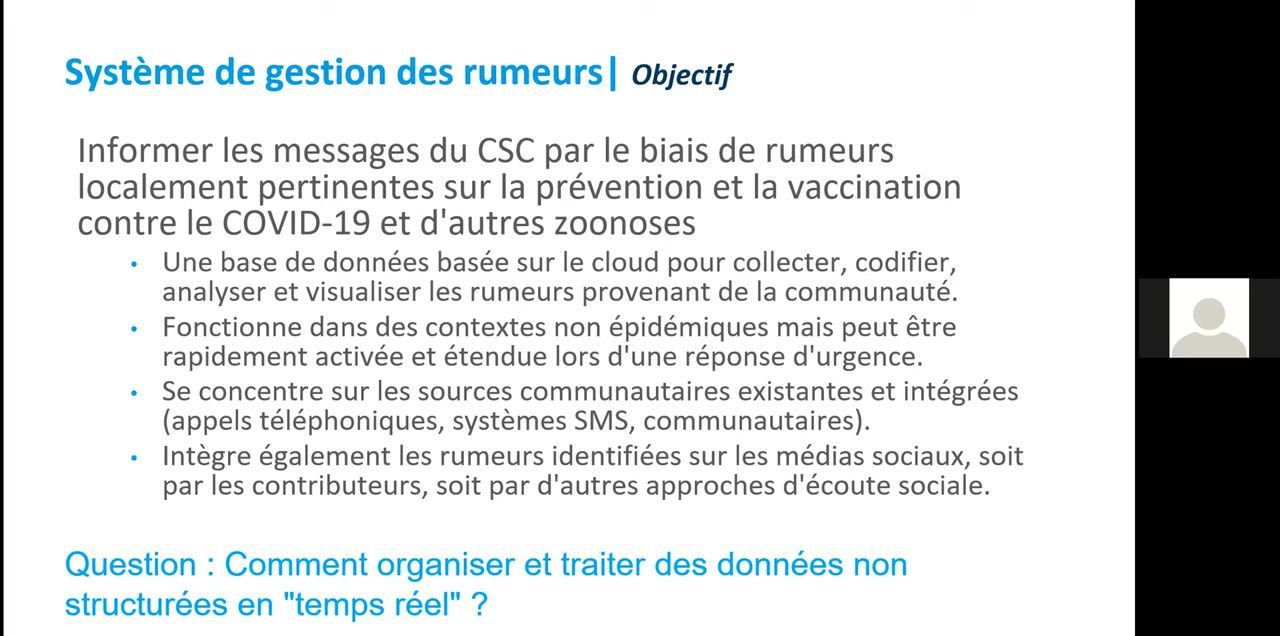 Système de gestion des rumeurs| Objectif
Informer les messages du CSC par le biais de rumeurs
localement pertinentes sur la prévention et la vaccination
contre le COVID-19 et d'autres zoonoses
• Une base de données basée sur le cloud pour collecter, codifier,
analyser et visualiser les rumeurs provenant de la communauté.
• Fonctionne dans des contextes non épidémiques mais peut être
rapidement activée et étendue lors d'une réponse d'urgence.
• Se concentre sur les sources communautaires existantes et intégrées
(appels téléphoniques, systèmes SMS, communautaires).
• Intègre également les rumeurs identifiées sur les médias sociaux, soit
par les contributeurs, soit par d'autres approches d'écoute sociale.
Question : Comment organiser et traiter des données non
structurées en "temps réel" ?